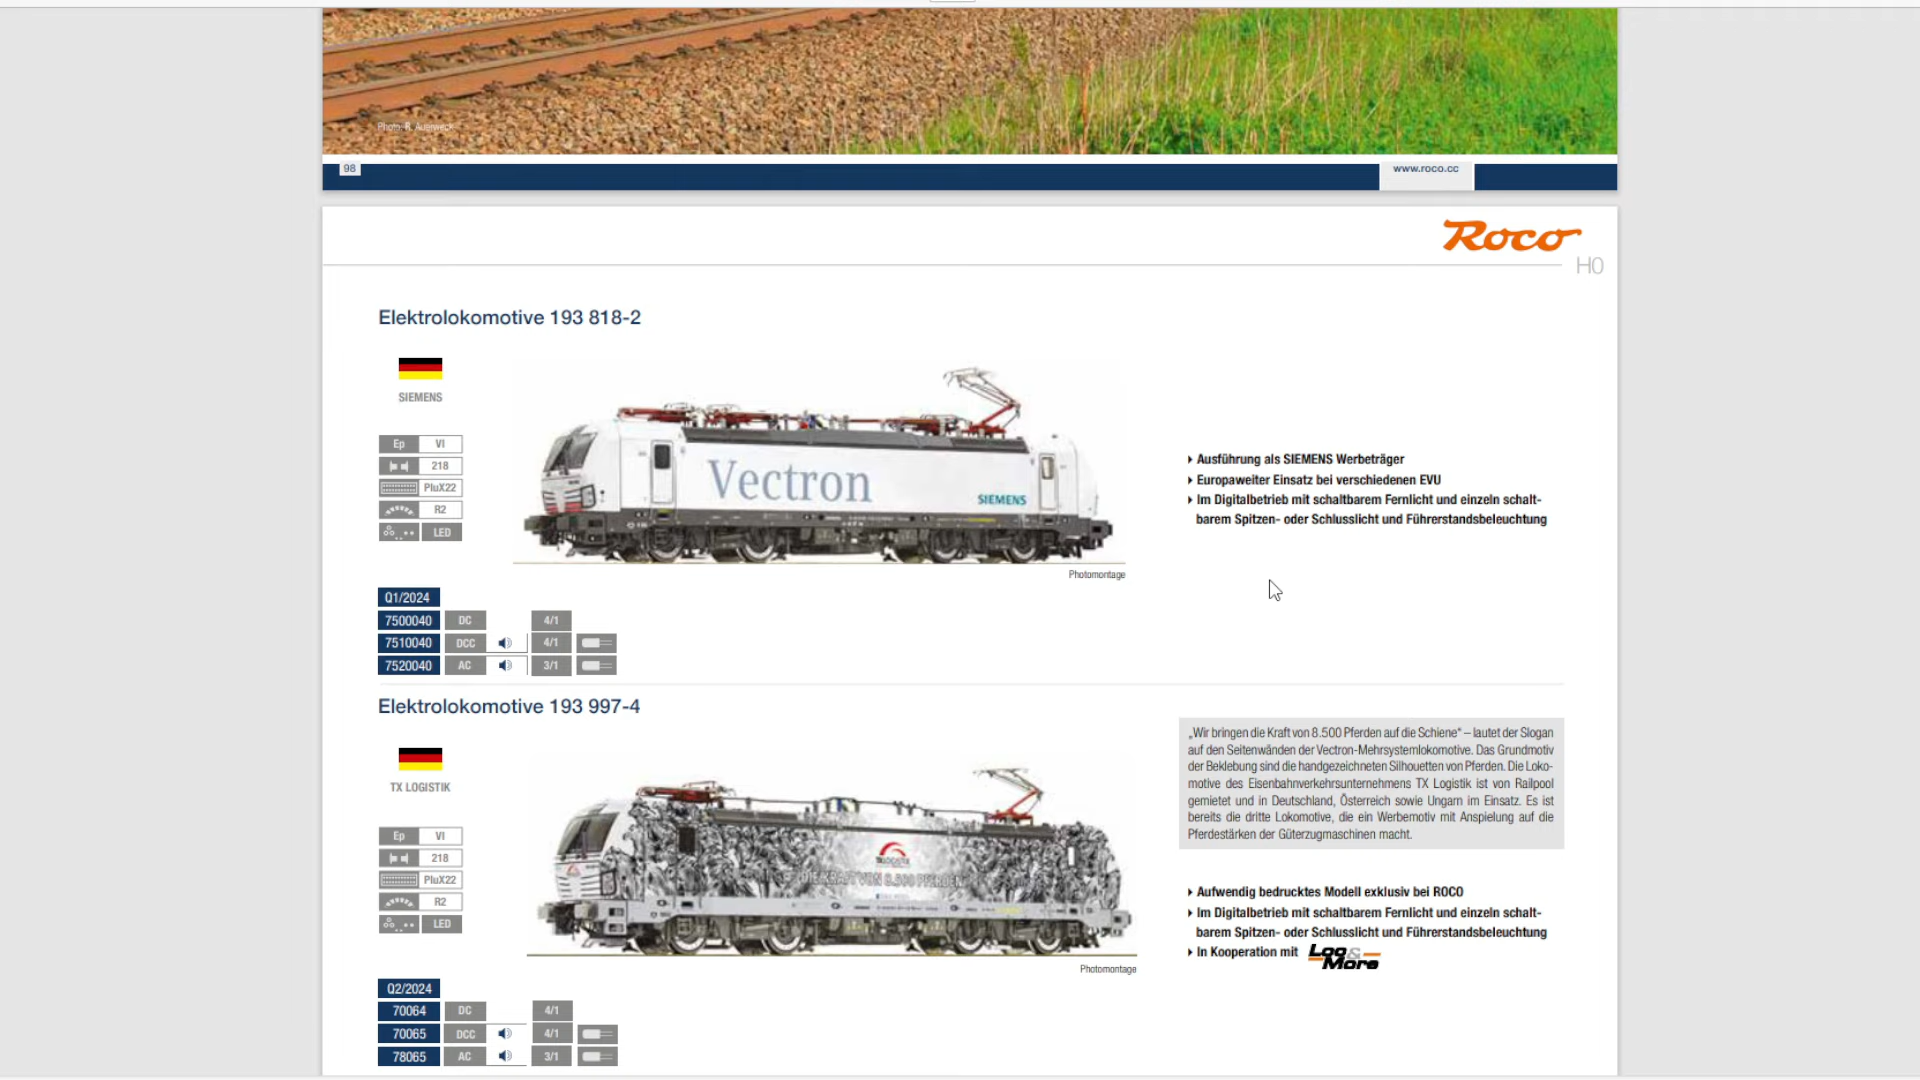 Photo: R. Auerweck
98
www.roco.cc
Roco
H0
Elektrolokomotive 193 818-2
SIEMENS
Ep VI
218
PluX22
R2
LED
Vectron
SIEMENS
Photomontage
‣ Ausführung als SIEMENS Werbeträger
‣ Europaweiter Einsatz bei verschiedenen EVU
‣ Im Digitalbetrieb mit schaltbarem Fernlicht und einzeln schalt-
barem Spitzen- oder Schlusslicht und Führerstandsbeleuchtung
Q1/2024
7500040 DC 4/1
7510040 DCC 4/1
7520040 AC 3/1
Elektrolokomotive 193 997-4
TX LOGISTIK
Ep VI
218
PluX22
R2
LED
TXLOGISTIK
DIE KRAFT VON 8.500 PFERDEN
Photomontage
„Wir bringen die Kraft von 8.500 Pferden auf die Schiene“ – lautet der Slogan
auf den Seitenwänden der Vectron-Mehrsystemlokomotive. Das Grundmotiv
der Beklebung sind die handgezeichneten Silhouetten von Pferden. Die Loko-
motive des Eisenbahnverkehrsunternehmens TX Logistik ist von Railpool
gemietet und in Deutschland, Österreich sowie Ungarn im Einsatz. Es ist
bereits die dritte Lokomotive, die ein Werbemotiv mit Anspielung auf die
Pferdestärken der Güterzugmaschinen macht.
‣ Aufwendig bedrucktes Modell exklusiv bei ROCO
‣ Im Digitalbetrieb mit schaltbarem Fernlicht und einzeln schalt-
barem Spitzen- oder Schlusslicht und Führerstandsbeleuchtung
‣ In Kooperation mit Loc & More
Q2/2024
70064 DC 4/1
70065 DCC 4/1
78065 AC 3/1